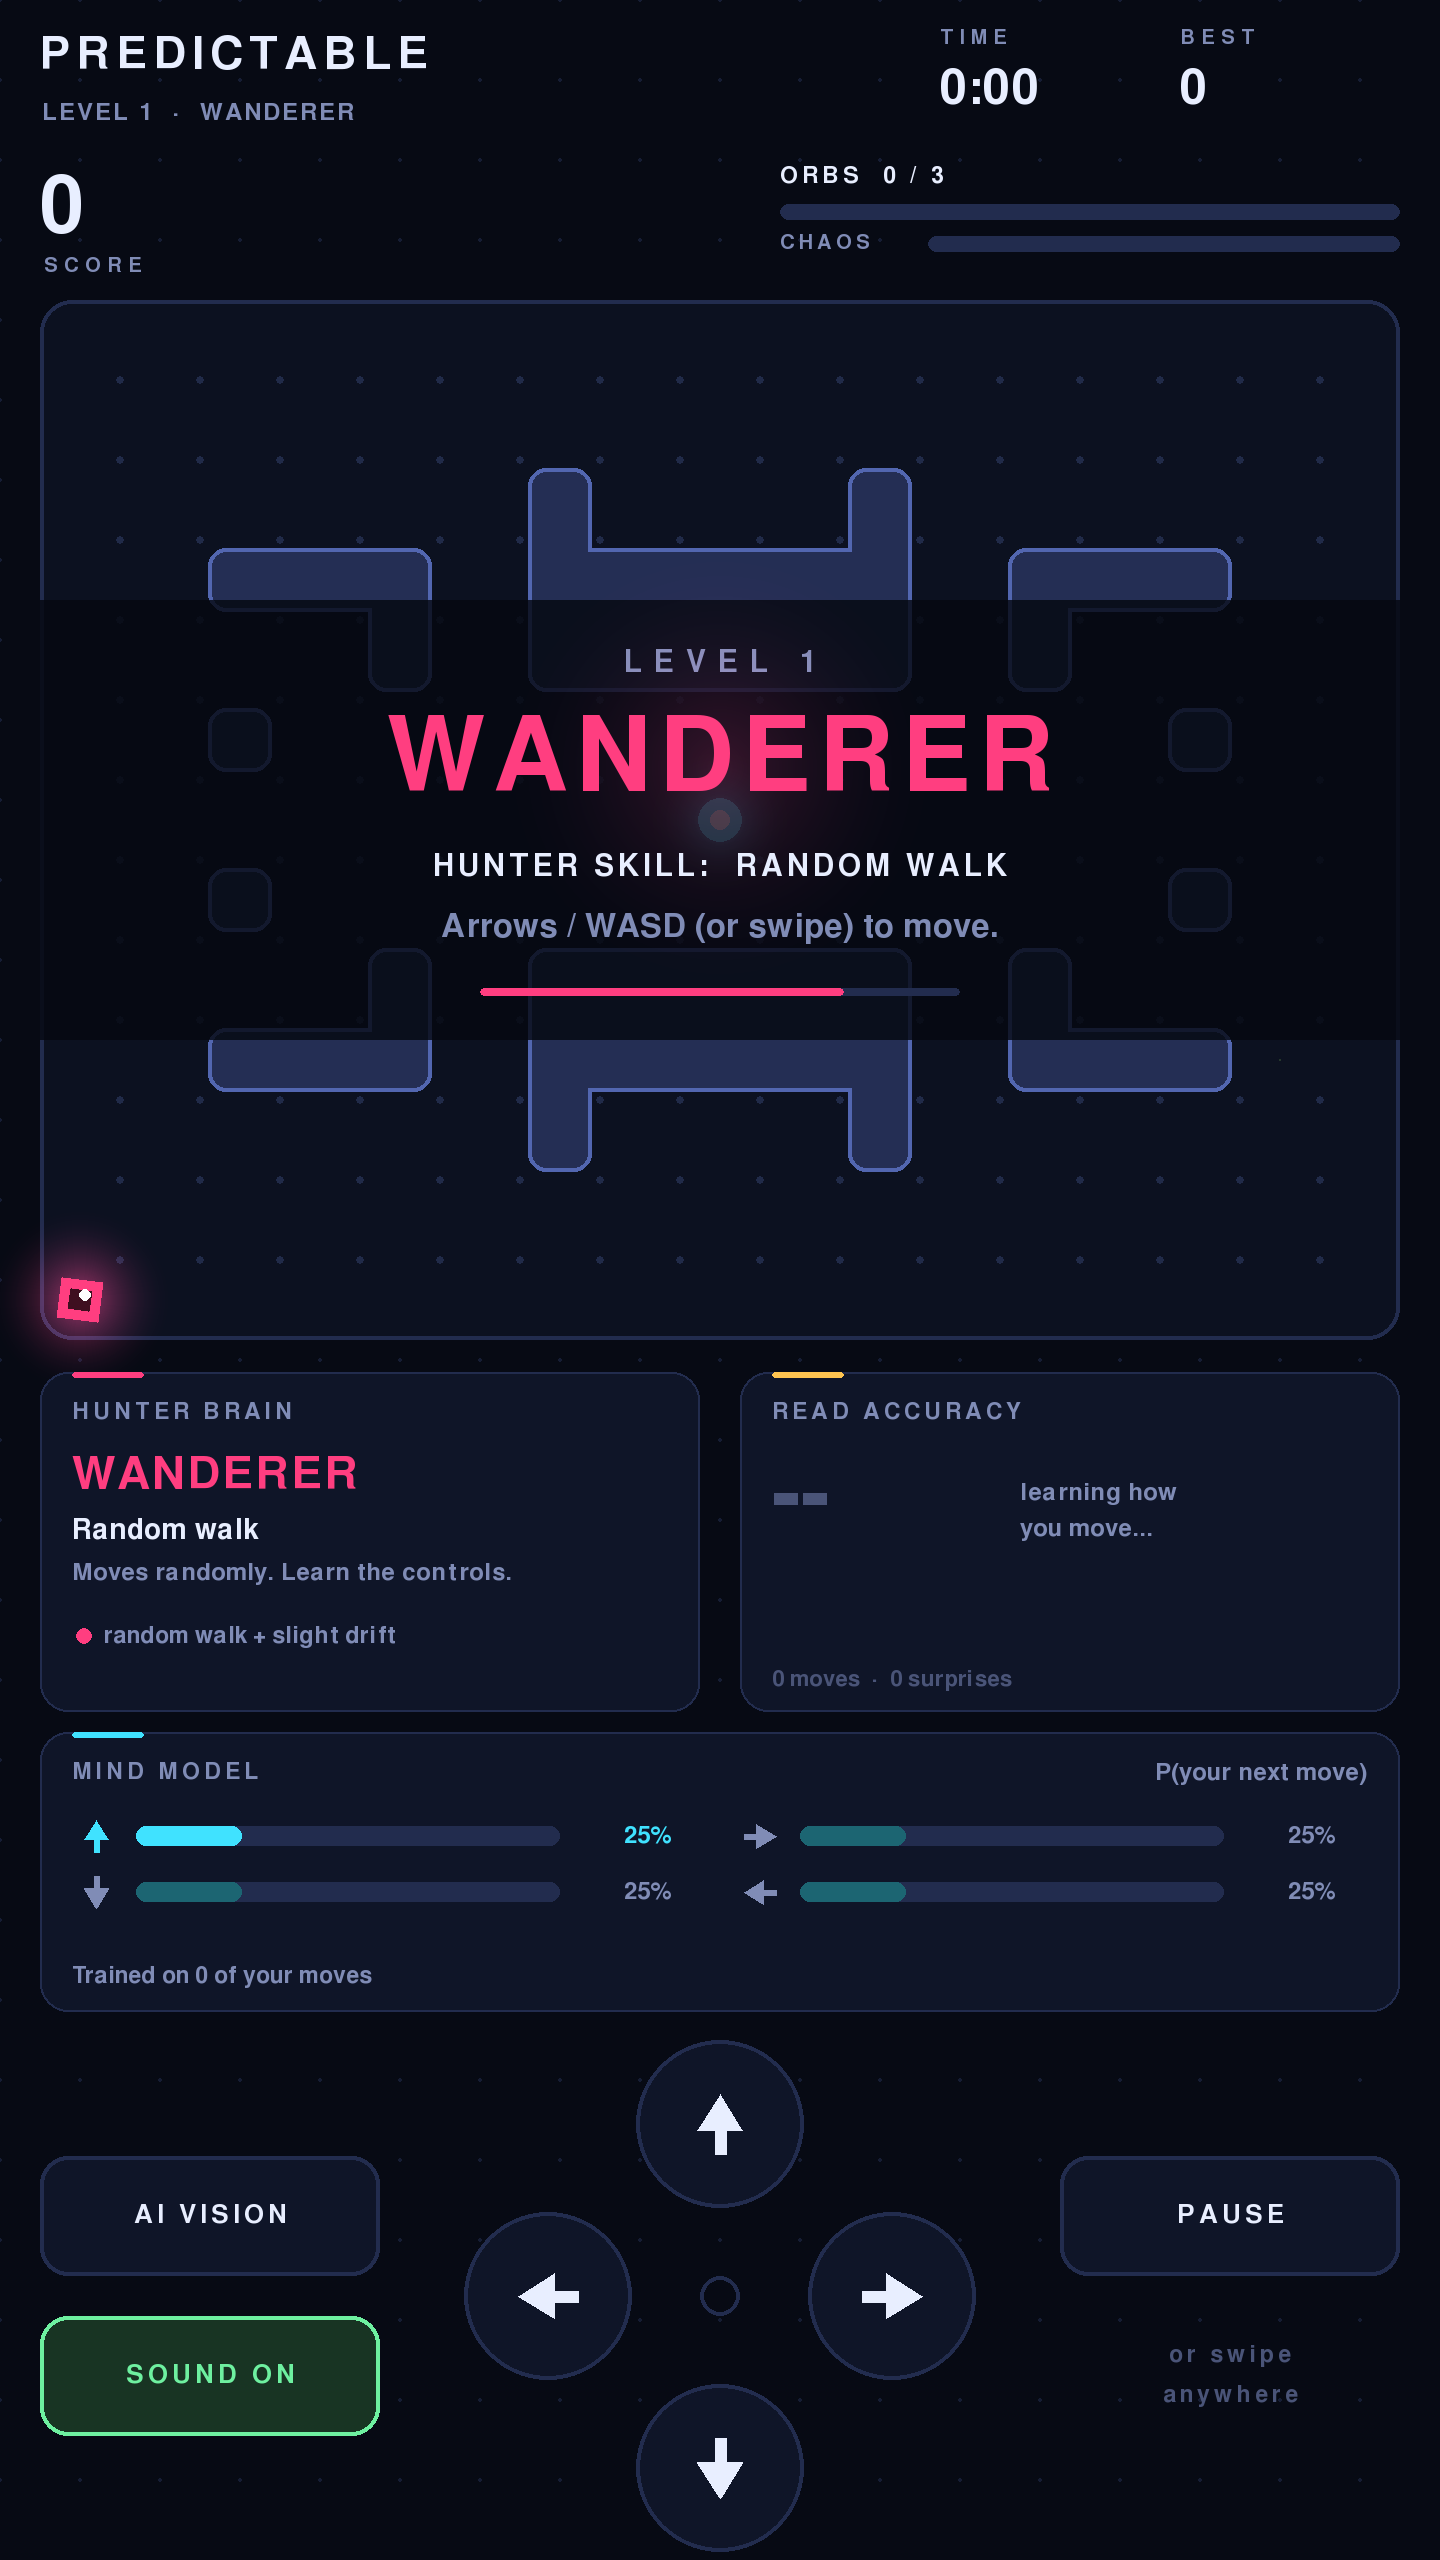 PREDICTABLE
LEVEL 1 · WANDERER
TIME
0:00
BEST
0
0
SCORE
ORBS 0 / 3
CHAOS
LEVEL 1
WANDERER
HUNTER SKILL: RANDOM WALK
Arrows / WASD (or swipe) to move.
HUNTER BRAIN
WANDERER
Random walk
Moves randomly. Learn the controls.
random walk + slight drift
READ ACCURACY
--
learning how
you move...
0 moves · 0 surprises
MIND MODEL
P(your next move)
25%
25%
25%
25%
Trained on 0 of your moves
AI VISION
PAUSE
SOUND ON
or swipe
anywhere